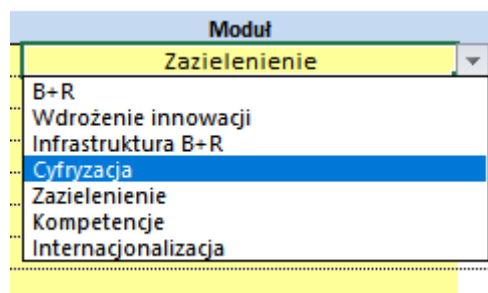 Moduł
Zazielenienie
B+R
Wdrożenie innowacji
Infrastruktura B+R
Cyfryzacja
Zazielenienie
Kompetencje
Internacjonalizacja